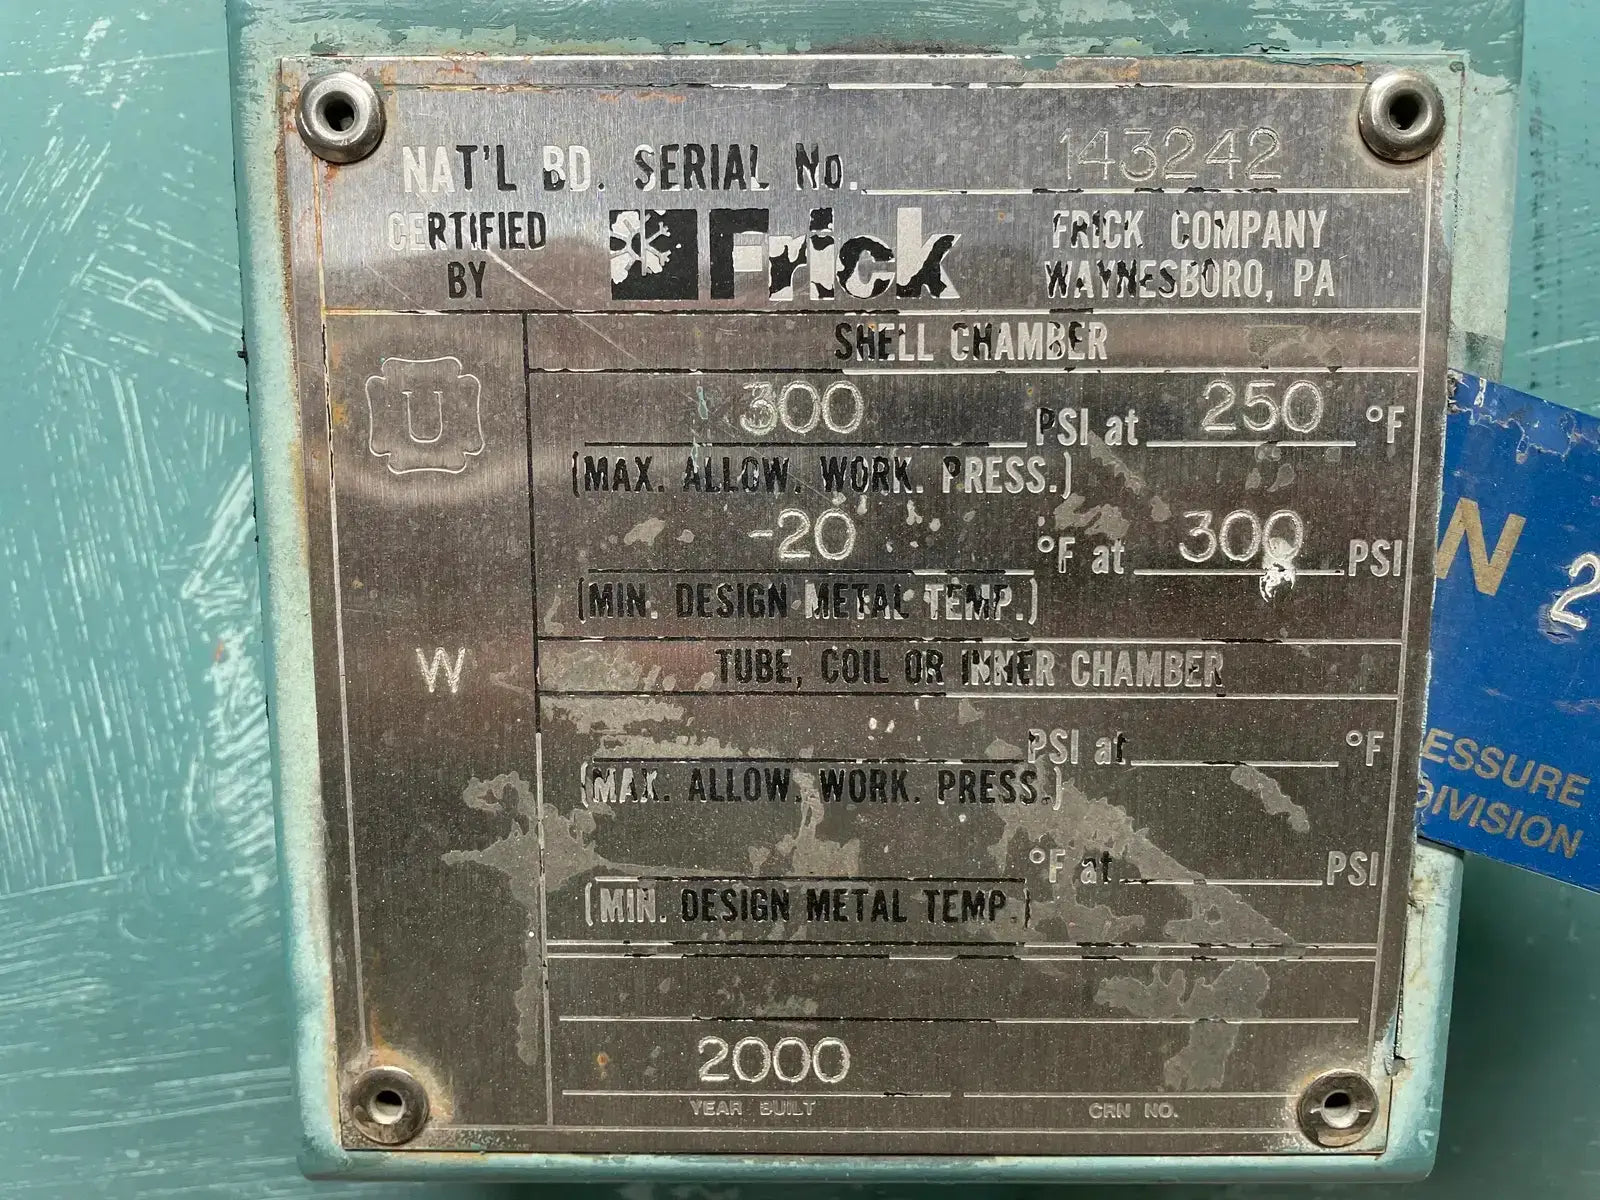 NAT'L BD. SERIAL No. 143242
CERTIFIED BY
Frick
FRICK COMPANY
WAYNESBORO, PA
U
W
SHELL CHAMBER
300 PSI at 250 °F
(MAX. ALLOW. WORK. PRESS.)
-20 °F at 300 PSI
(MIN. DESIGN METAL TEMP.)
TUBE, COIL OR INNER CHAMBER
PSI at °F
(MAX. ALLOW. WORK. PRESS.)
°F at PSI
(MIN. DESIGN METAL TEMP.)
2000
YEAR BUILT
CRN NO.
N 2
ESSURE
DIVISION